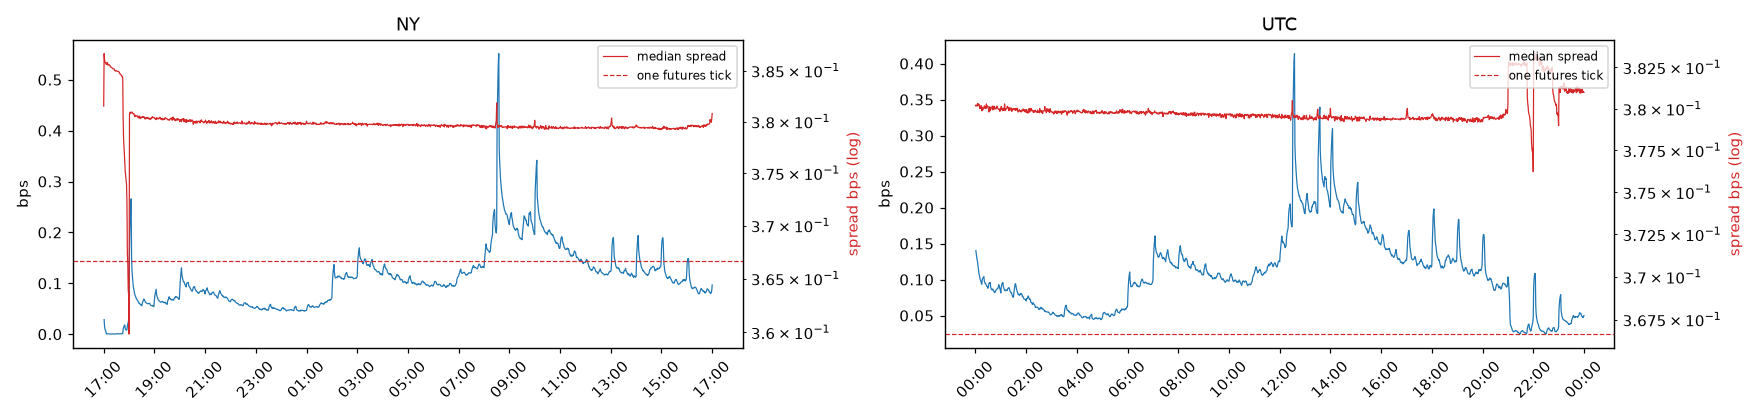 NY
median spread
one futures tick
bps
0.5
0.4
0.3
0.2
0.1
0.0
3.85 × 10⁻¹
3.8 × 10⁻¹
3.75 × 10⁻¹
3.7 × 10⁻¹
3.65 × 10⁻¹
3.6 × 10⁻¹
spread bps (log)
17:00 19:00 21:00 23:00 01:00 03:00 05:00 07:00 09:00 11:00 13:00 15:00 17:00
UTC
median spread
one futures tick
bps
0.40
0.35
0.30
0.25
0.20
0.15
0.10
0.05
3.825 × 10⁻¹
3.8 × 10⁻¹
3.775 × 10⁻¹
3.75 × 10⁻¹
3.725 × 10⁻¹
3.7 × 10⁻¹
3.675 × 10⁻¹
spread bps (log)
00:00 02:00 04:00 06:00 08:00 10:00 12:00 14:00 16:00 18:00 20:00 22:00 00:00